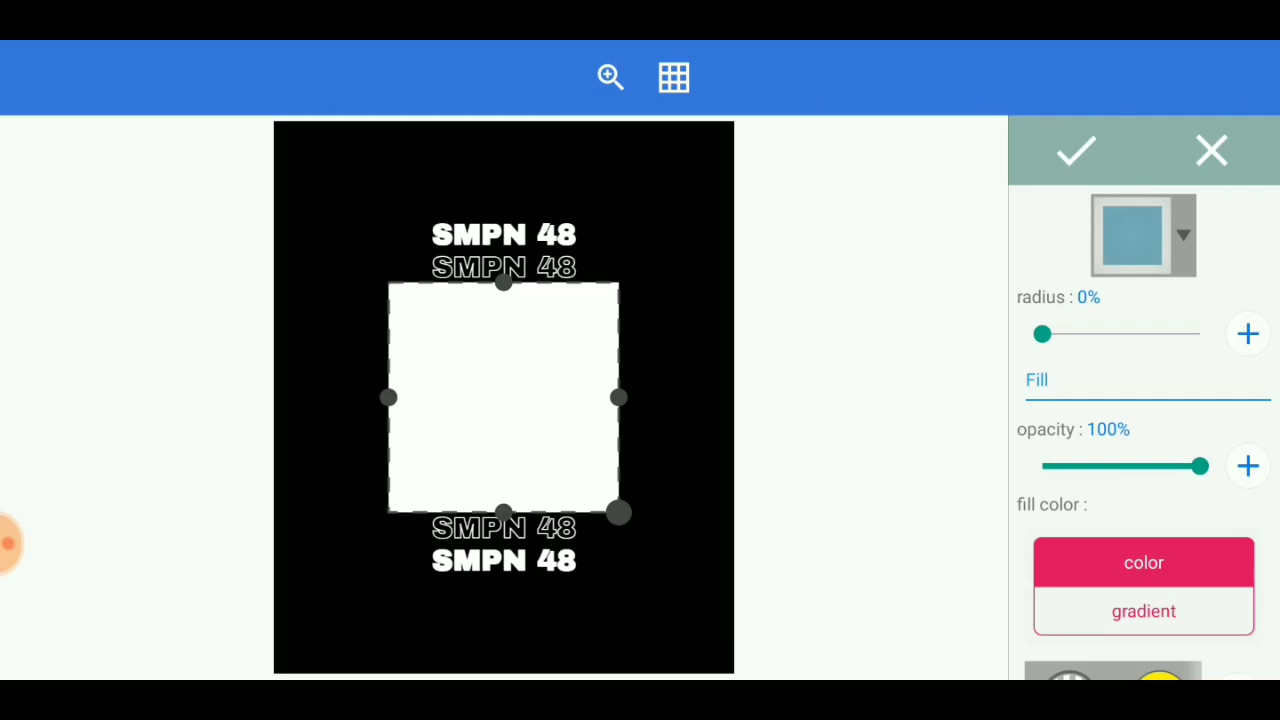 SMPN 48
SMPN 48
SMPN 48
SMPN 48
radius : 0%
Fill
opacity : 100%
fill color :
color
gradient